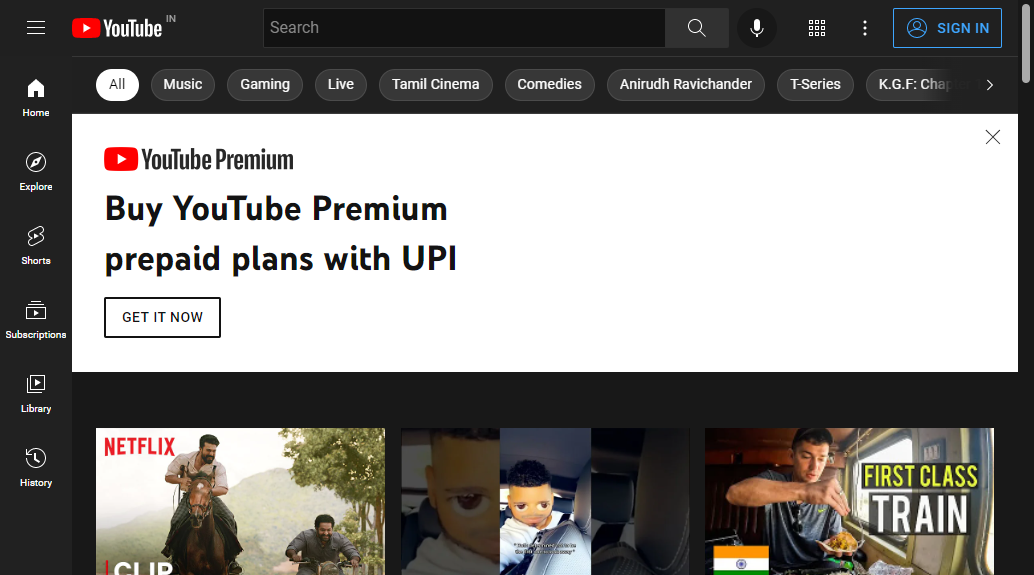 YouTube IN
Search
SIGN IN
All
Music
Gaming
Live
Tamil Cinema
Comedies
Anirudh Ravichander
T-Series
K.G.F: Chapter
Home
Explore
Shorts
Subscriptions
Library
History
YouTube Premium
Buy YouTube Premium
prepaid plans with UPI
GET IT NOW
NETFLIX
CLIP
FIRST CLASS
TRAIN